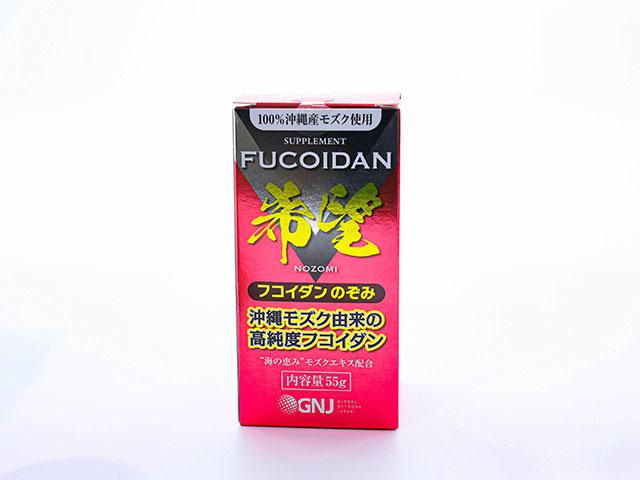 100%沖縄産モズク使用
SUPPLEMENT
FUCOIDAN
希望
NOZOMI
フコイダンのぞみ
沖縄モズク由来の
高純度フコイダン
"海の恵み"モズクエキス配合
内容量55g
GNJ
GLOBAL
NETWORK
JAPAN